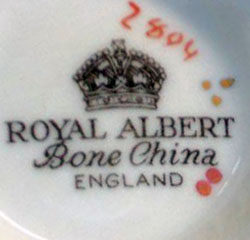 2804
ROYAL ALBERT
Bone China
ENGLAND